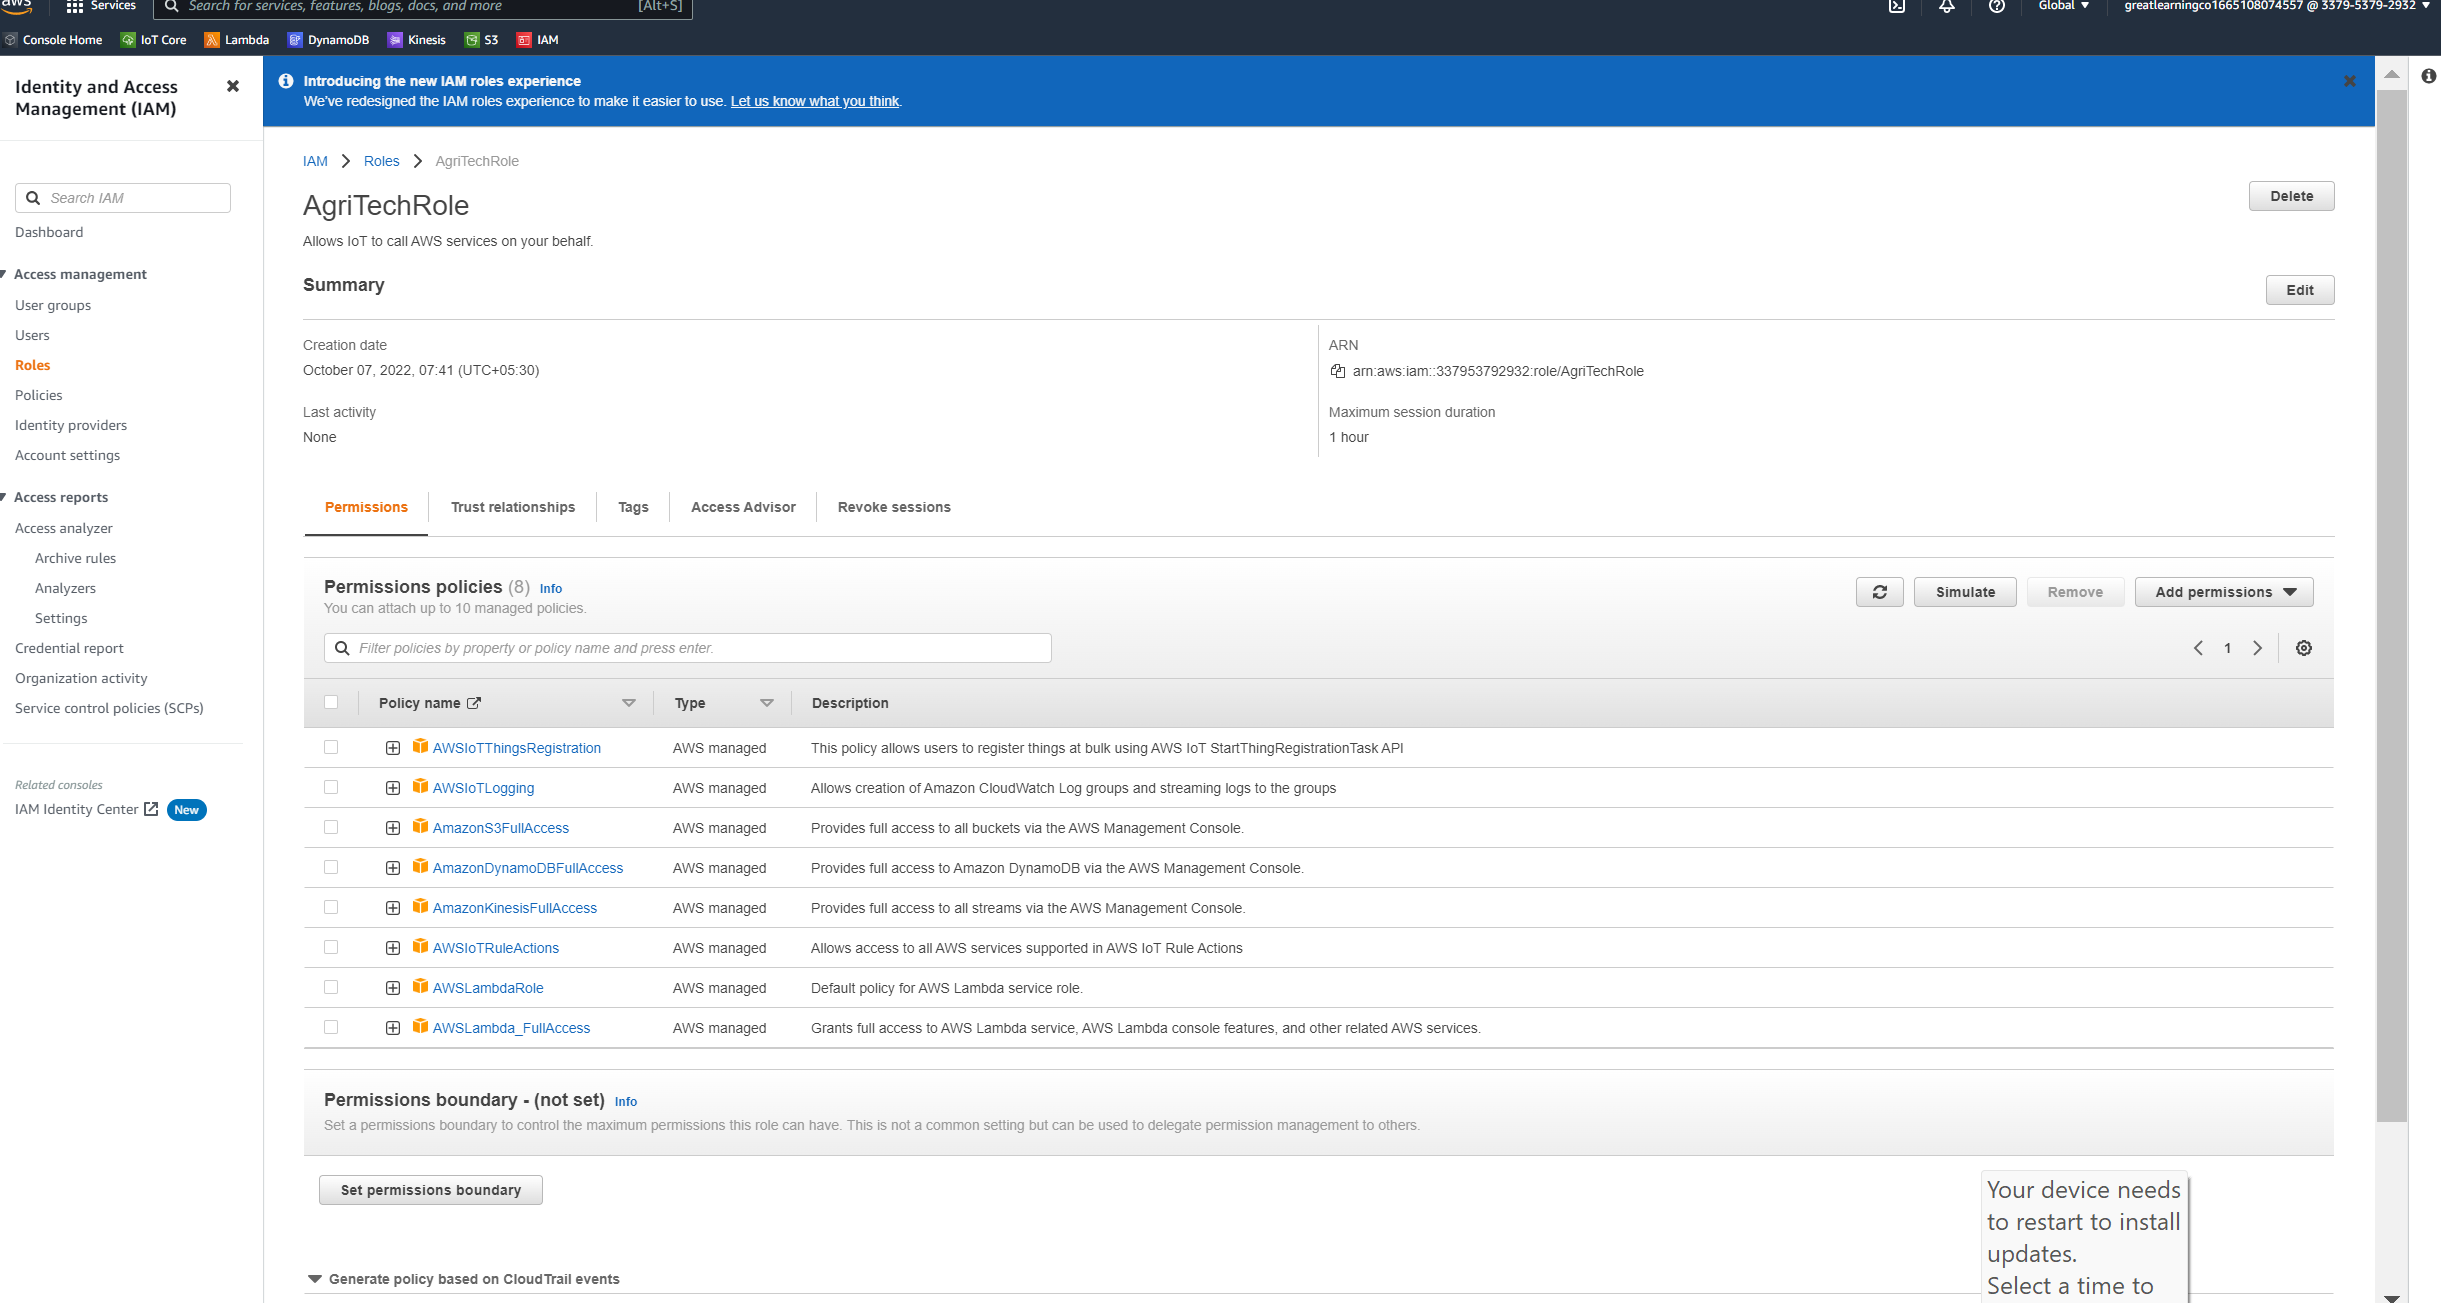 aws
Services
Search for services, features, blogs, docs, and more
[Alt+S]
Global
greatlearningco1665108074557 @ 3379-5379-2932
Console Home
IoT Core
Lambda
DynamoDB
Kinesis
S3
IAM
Identity and Access
Management (IAM)
Search IAM
Dashboard
Access management
User groups
Users
Roles
Policies
Identity providers
Account settings
Access reports
Access analyzer
Archive rules
Analyzers
Settings
Credential report
Organization activity
Service control policies (SCPs)
Related consoles
IAM Identity Center New
Introducing the new IAM roles experience
We've redesigned the IAM roles experience to make it easier to use. Let us know what you think.
IAM > Roles > AgriTechRole
AgriTechRole
Delete
Allows IoT to call AWS services on your behalf.
Summary
Edit
Creation date
October 07, 2022, 07:41 (UTC+05:30)
Last activity
None
ARN
arn:aws:iam::337953792932:role/AgriTechRole
Maximum session duration
1 hour
Permissions
Trust relationships
Tags
Access Advisor
Revoke sessions
Permissions policies (8) Info
You can attach up to 10 managed policies.
Simulate
Remove
Add permissions
Filter policies by property or policy name and press enter.
1
Policy name Type Description
AWSIoTThingsRegistration AWS managed This policy allows users to register things at bulk using AWS IoT StartThingRegistrationTask API
AWSIoTLogging AWS managed Allows creation of Amazon CloudWatch Log groups and streaming logs to the groups
AmazonS3FullAccess AWS managed Provides full access to all buckets via the AWS Management Console.
AmazonDynamoDBFullAccess AWS managed Provides full access to Amazon DynamoDB via the AWS Management Console.
AmazonKinesisFullAccess AWS managed Provides full access to all streams via the AWS Management Console.
AWSIoTRuleActions AWS managed Allows access to all AWS services supported in AWS IoT Rule Actions
AWSLambdaRole AWS managed Default policy for AWS Lambda service role.
AWSLambda_FullAccess AWS managed Grants full access to AWS Lambda service, AWS Lambda console features, and other related AWS services.
Permissions boundary - (not set) Info
Set a permissions boundary to control the maximum permissions this role can have. This is not a common setting but can be used to delegate permission management to others.
Set permissions boundary
Generate policy based on CloudTrail events
Your device needs
to restart to install
updates.
Select a time to